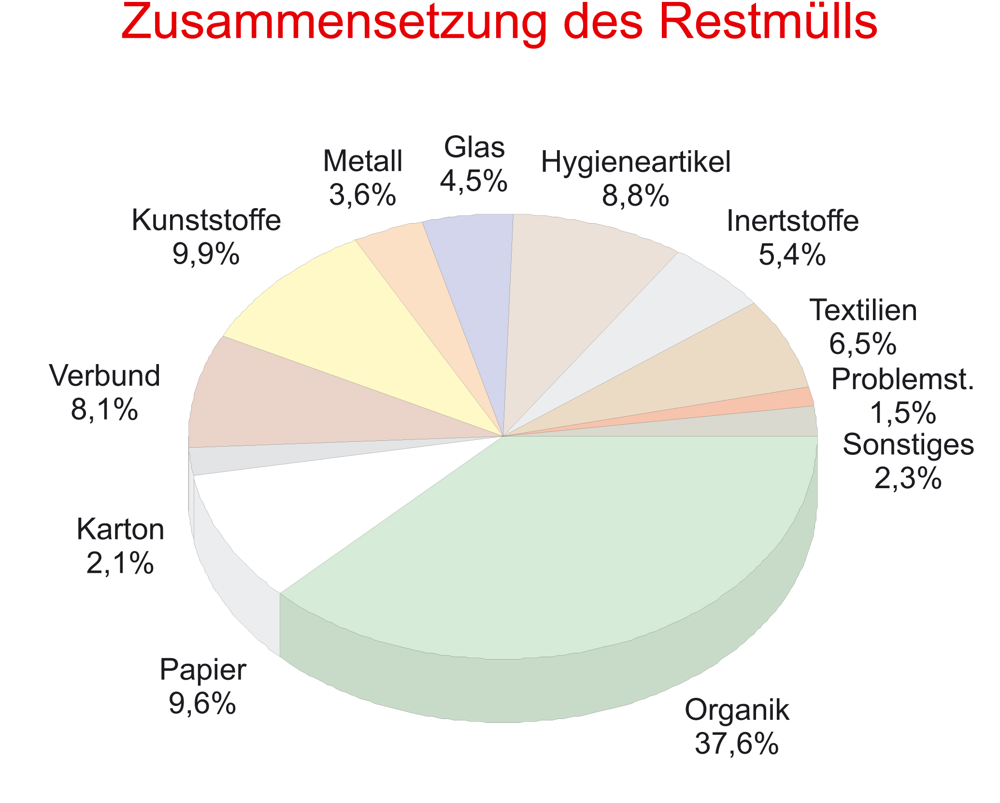 Zusammensetzung des Restmülls
Glas
4,5%
Metall
3,6%
Hygieneartikel
8,8%
Kunststoffe
9,9%
Inertstoffe
5,4%
Textilien
6,5%
Verbund
8,1%
Problemst.
1,5%
Sonstiges
2,3%
Karton
2,1%
Papier
9,6%
Organik
37,6%